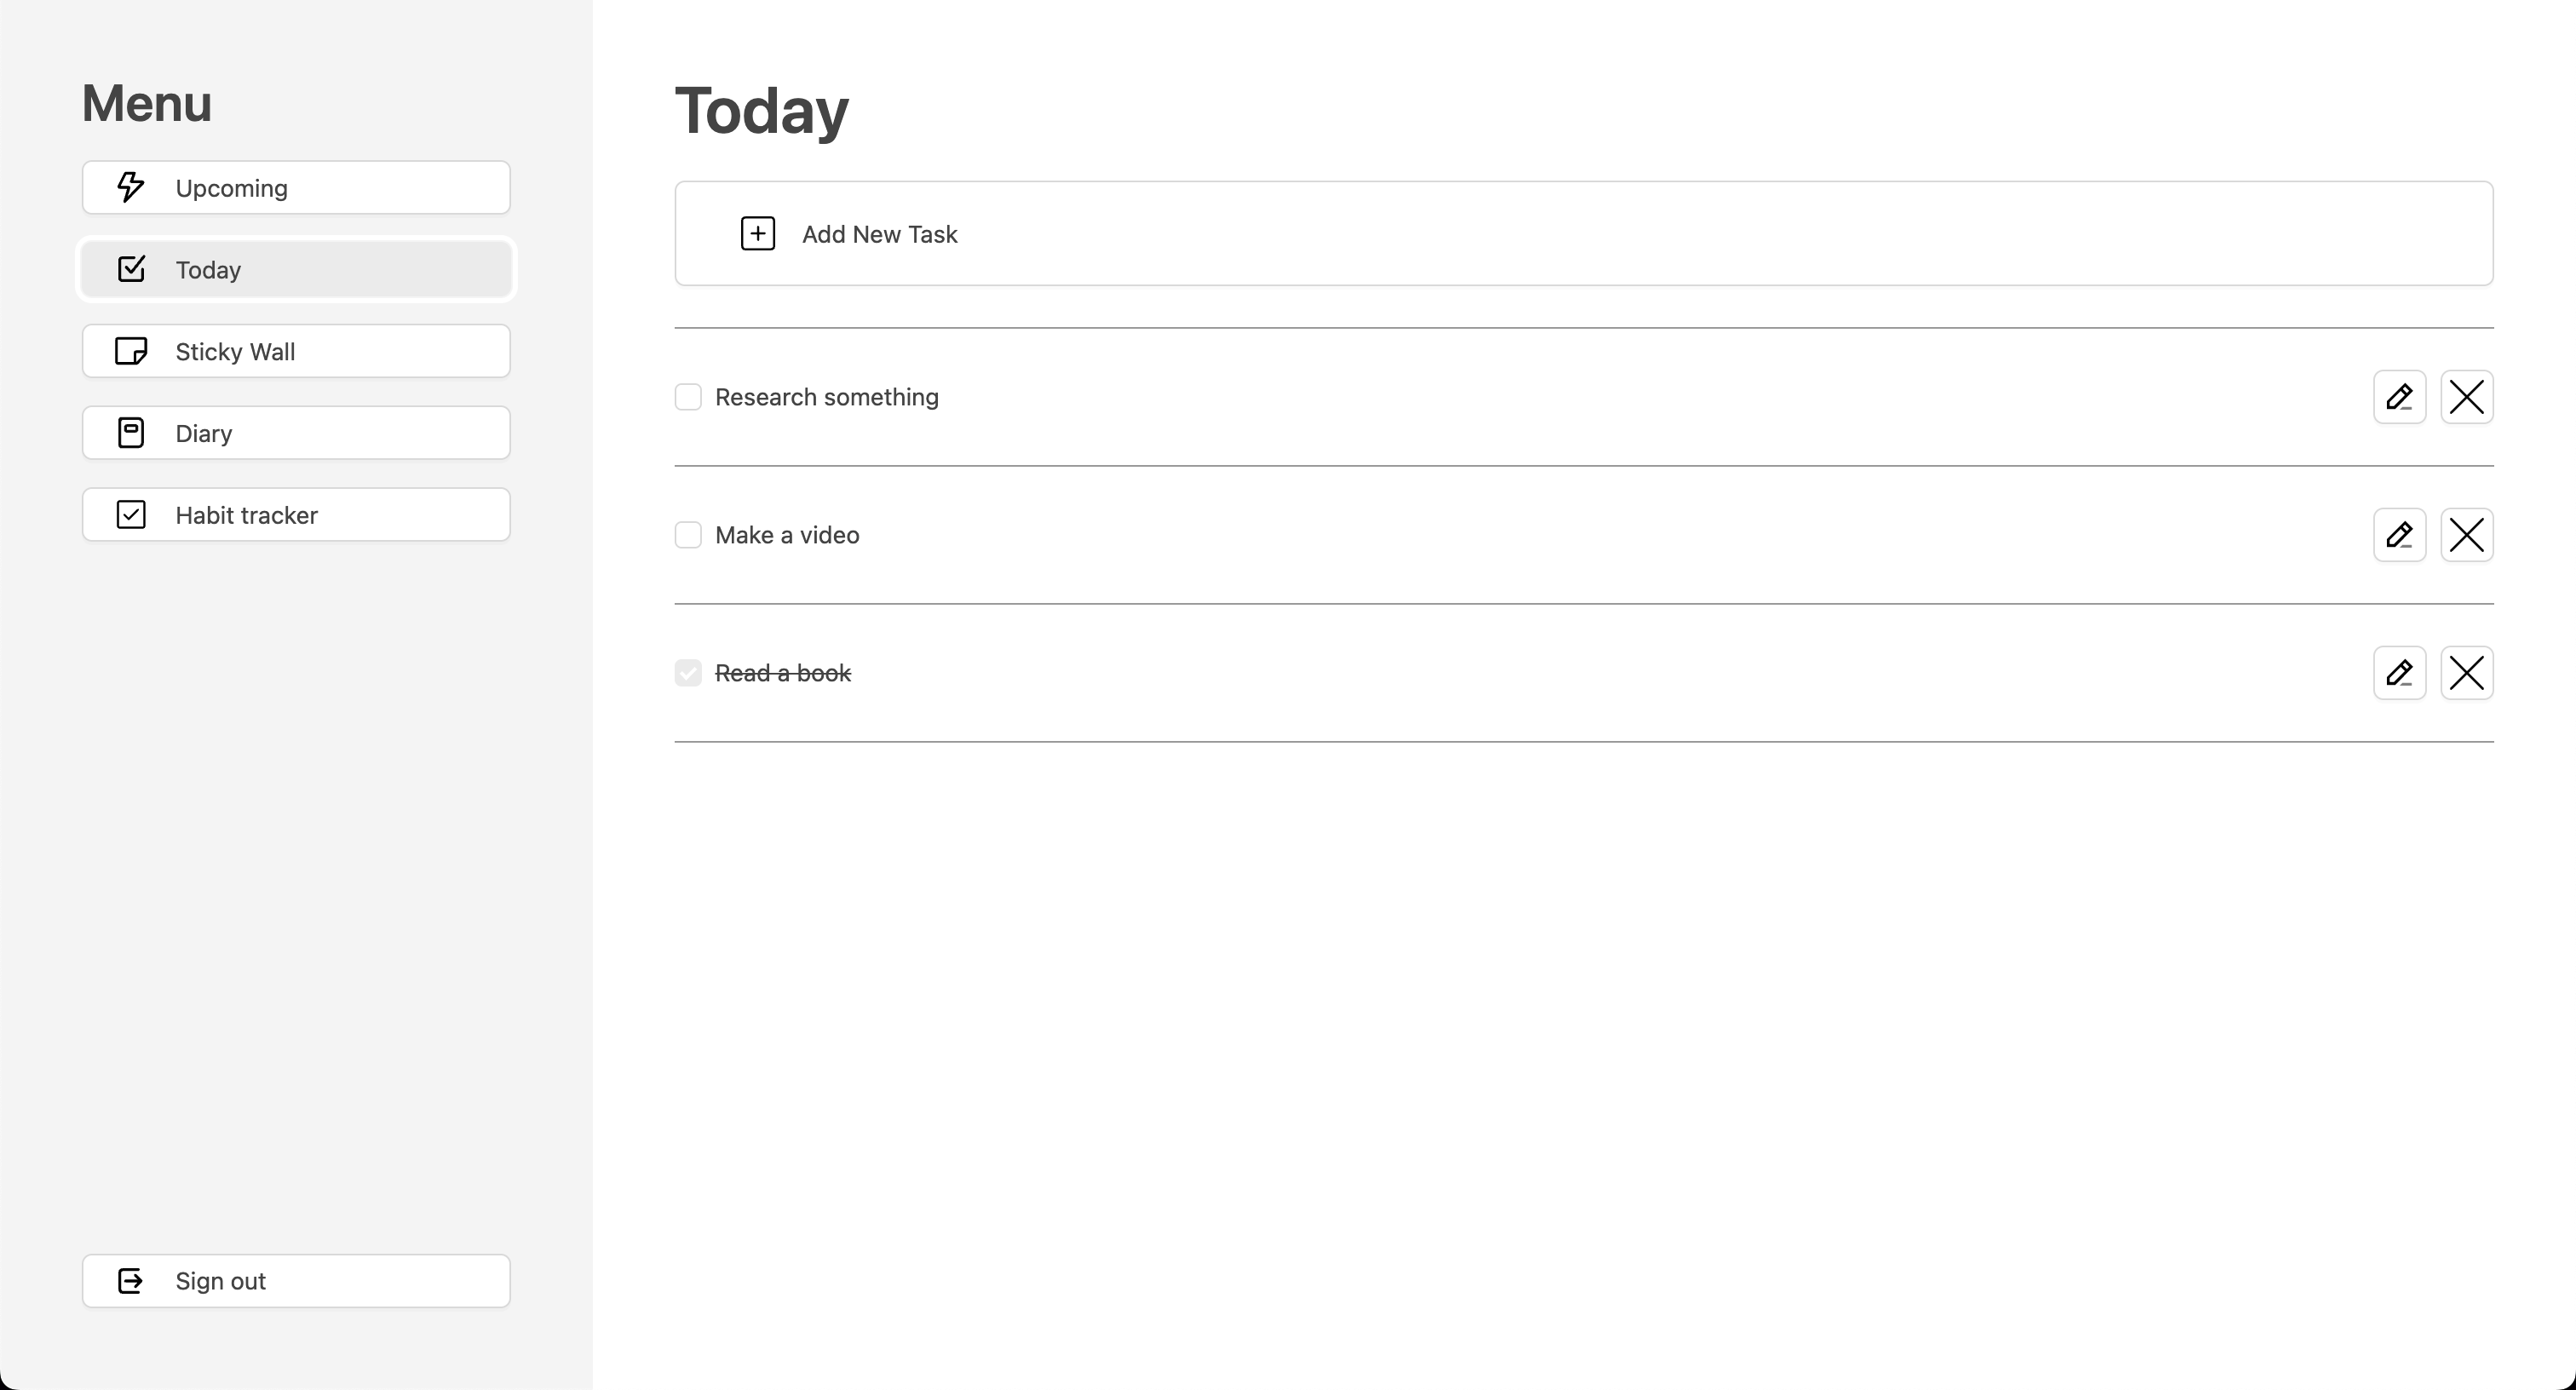 Menu
Upcoming
Today
Sticky Wall
Diary
Habit tracker
Sign out
Today
Add New Task
Research something
Make a video
Read a book